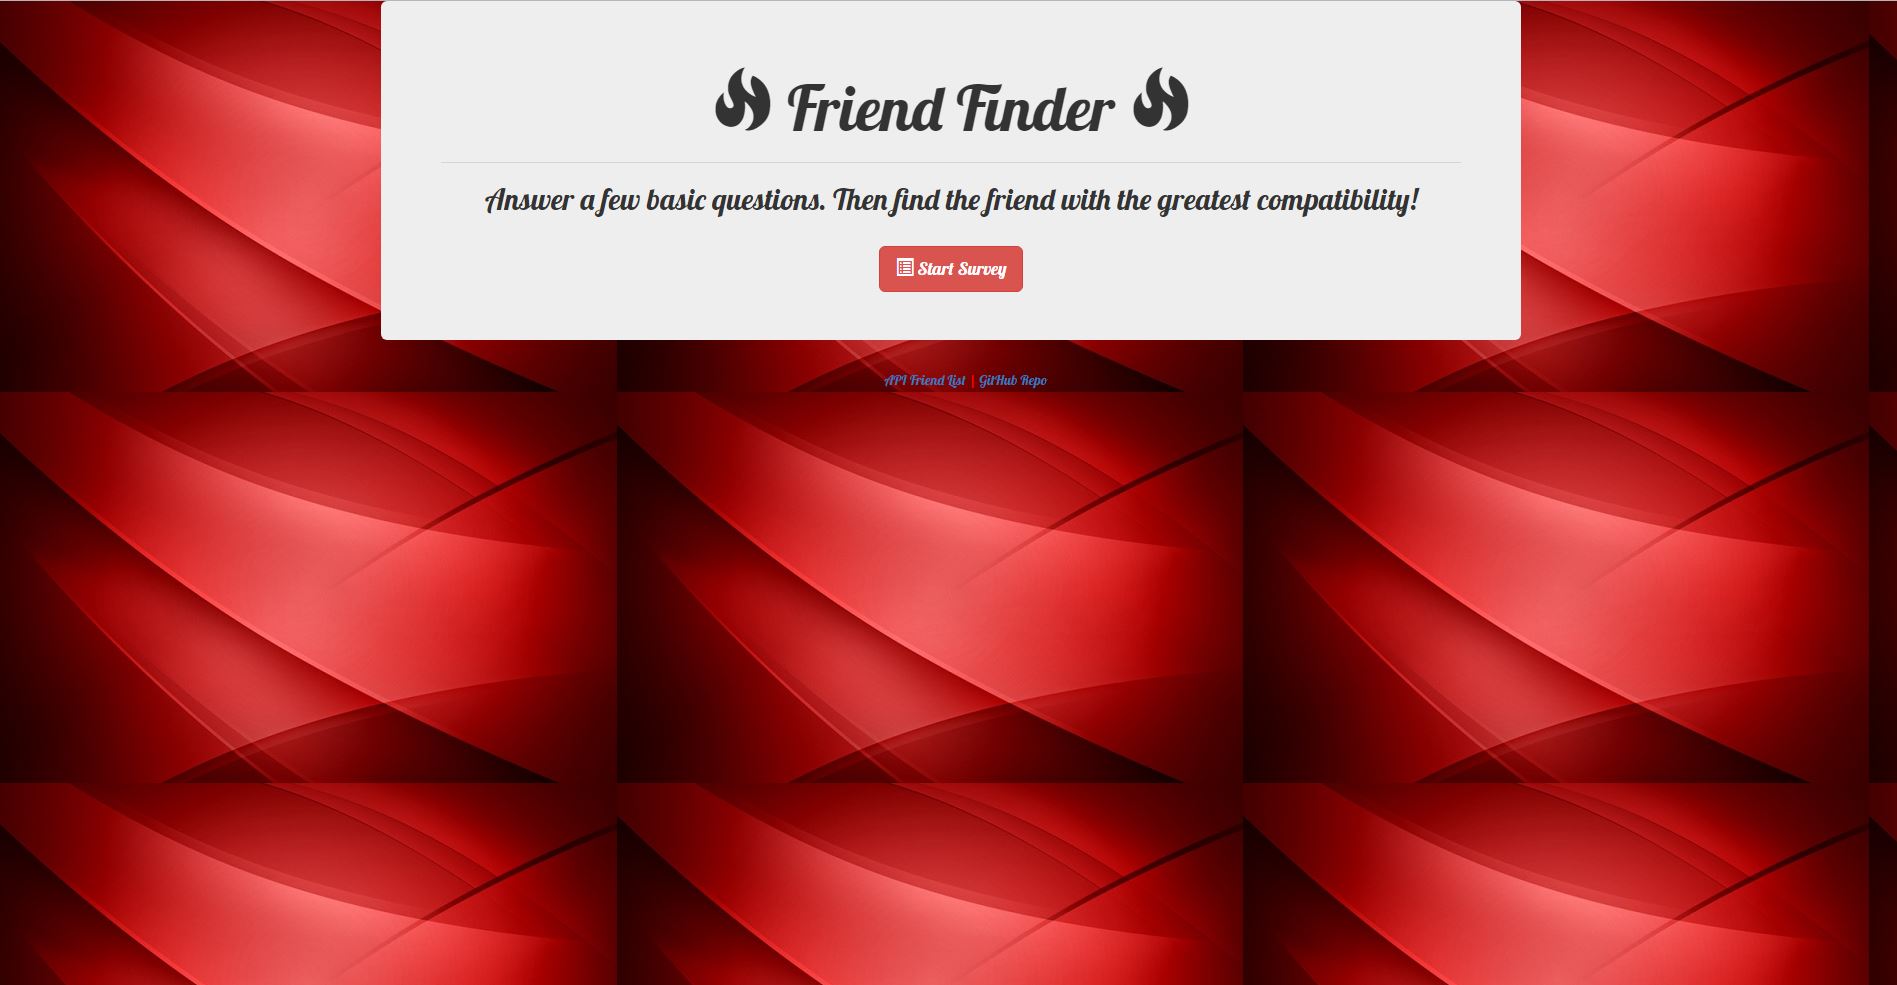 Friend Finder
Answer a few basic questions. Then find the friend with the greatest compatibility!
Start Survey
API Friend List | GitHub Repo